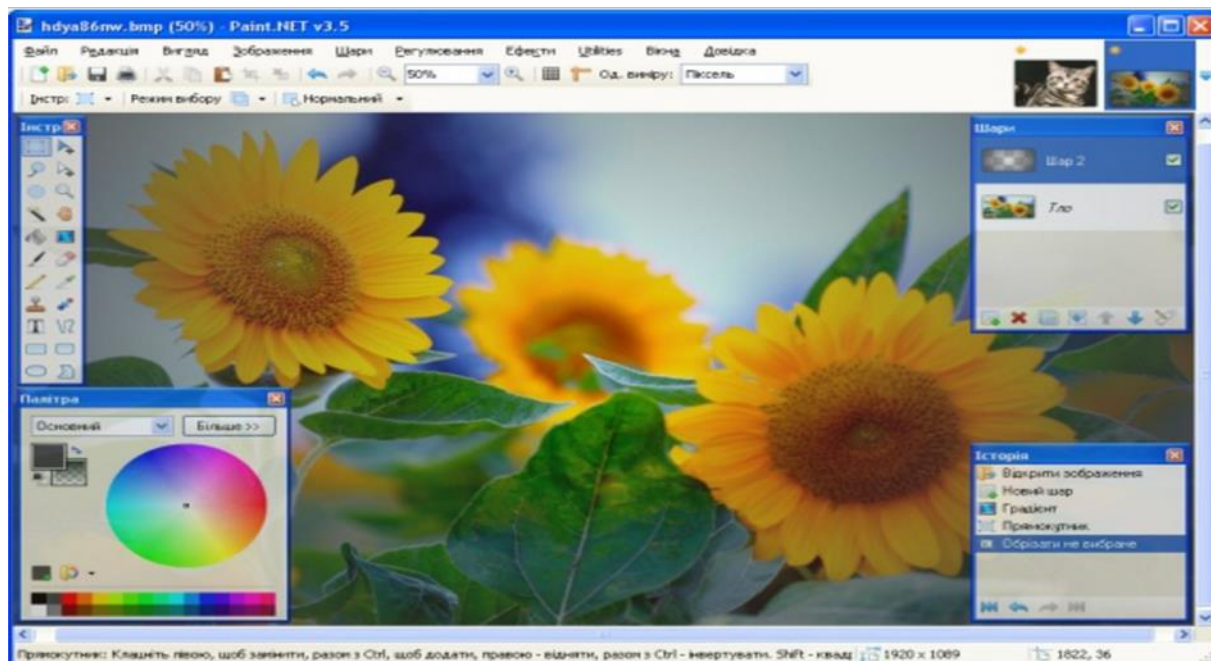 hdya86nw.bmp (50%) - Paint.NET v3.5
Файл Редакція Вигляд Зображення Шари Регулювання Ефекти Utilities Вікна Довідка
50% Од. виміру: Піксель
Інстр: Режим вибору Нормальний
Інстр
Шари
Шар 2
Тло
Палітра
Основний Більше >>
Історія
Відкрити зображення
Новий шар
Градієнт
Прямокутник
Обрізати не вибране
Прямокутник: Клацніть лівою, щоб замінити, разом з Ctrl, щоб додати, правою - відняти, разом з Ctrl - інвертувати. Shift - квад 1920 x 1089 1822, 36